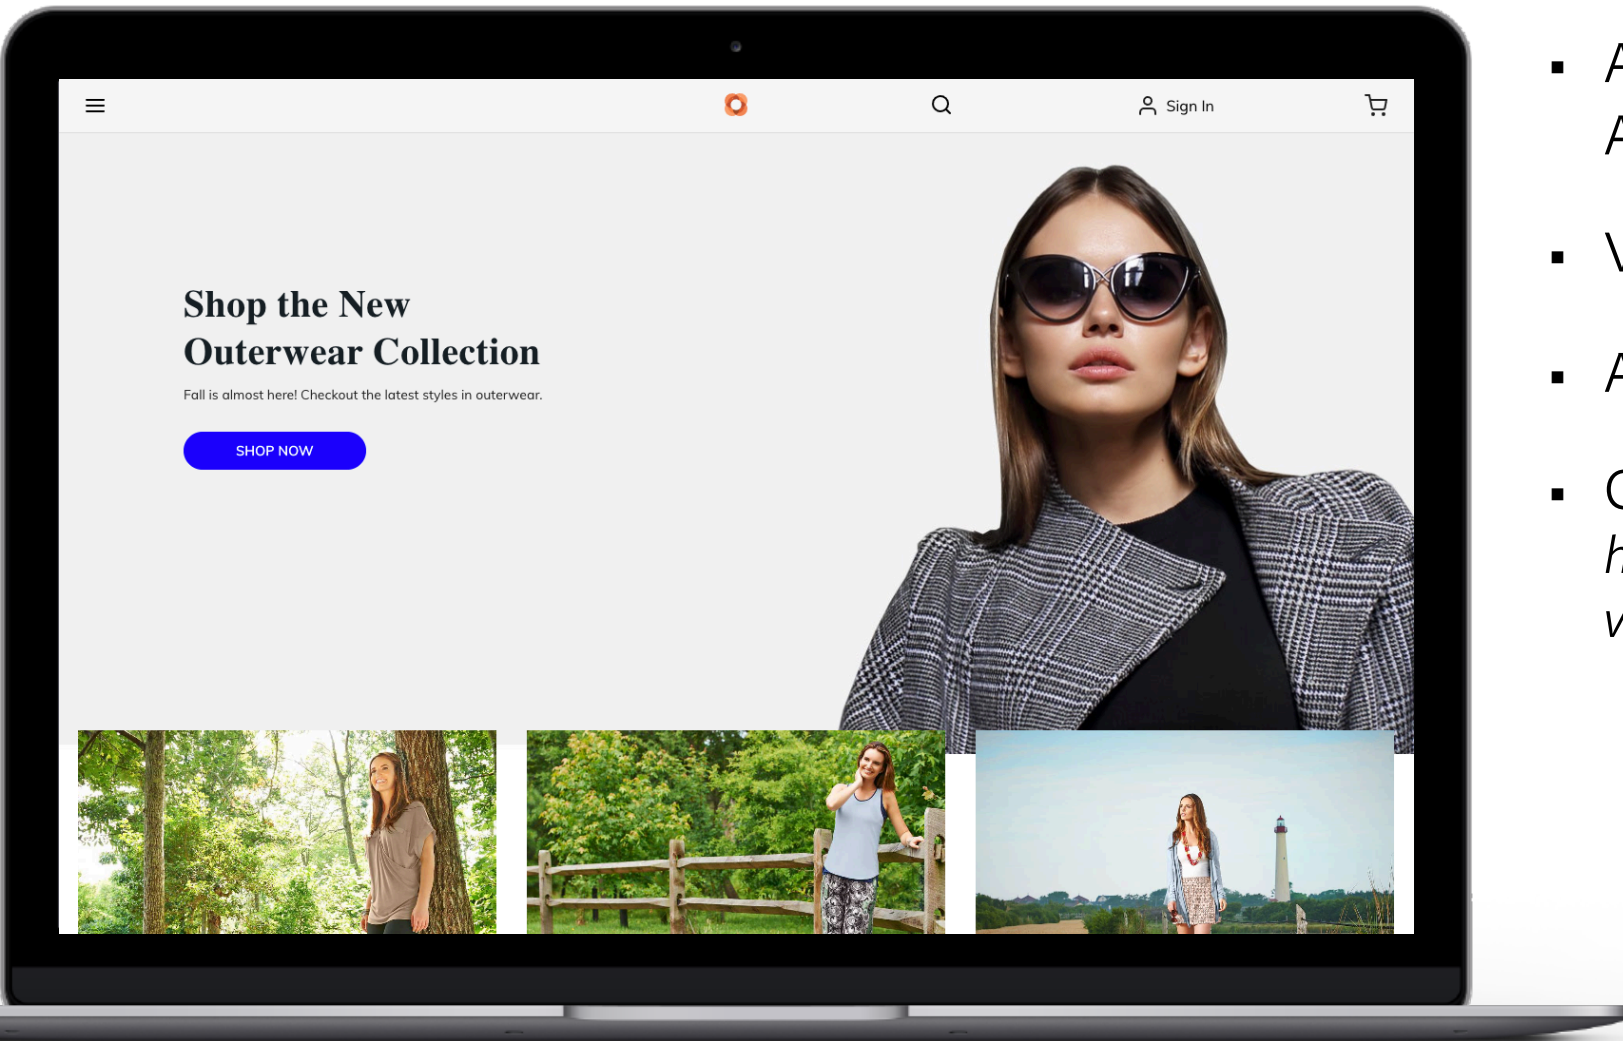 Sign In
Shop the New
Outerwear Collection
Fall is almost here! Checkout the latest styles in outerwear.
SHOP NOW